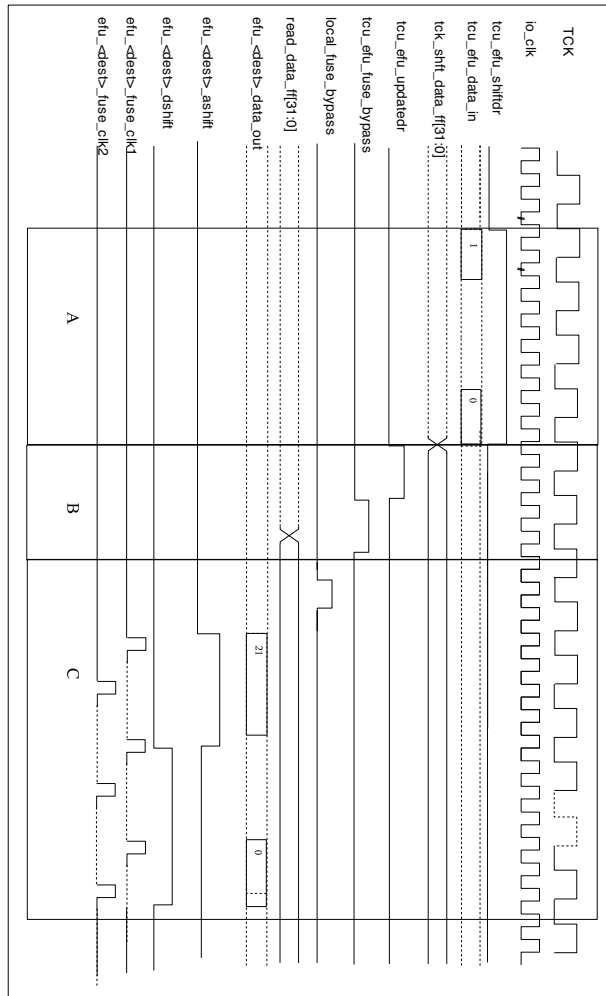 TCK
io_clk
tcu_efu_shiftdr
tcu_efu_data_in
tck_shft_data_ff[31:0]
tcu_efu_updatedr
tcu_efu_fuse_bypass
local_fuse_bypass
read_data_ff[31:0]
efu_<dest>_data_out
efu_<dest>_ashift
efu_<dest>_dshift
efu_<dest>_fuse_clk1
efu_<dest>_fuse_clk2
1
0
21
0
A
B
C